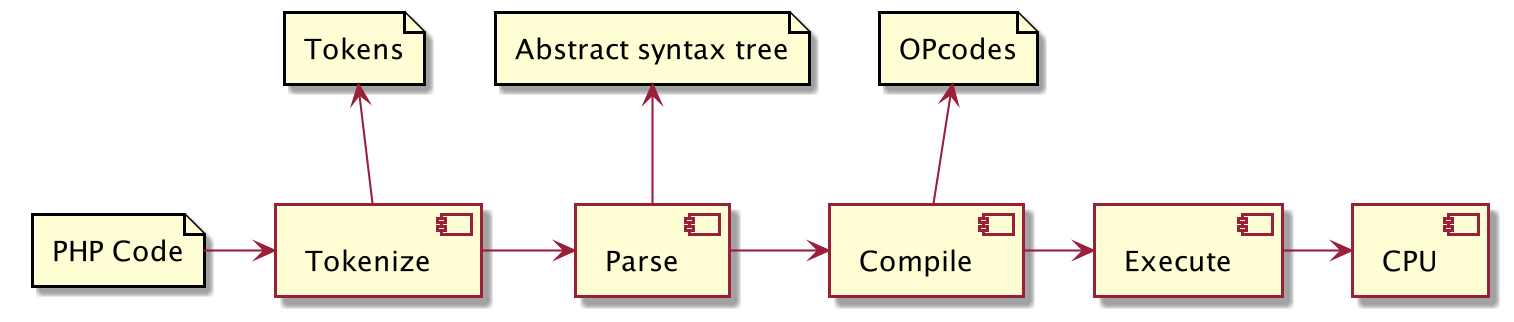 Tokens
Abstract syntax tree
OPcodes
PHP Code
Tokenize
Parse
Compile
Execute
CPU